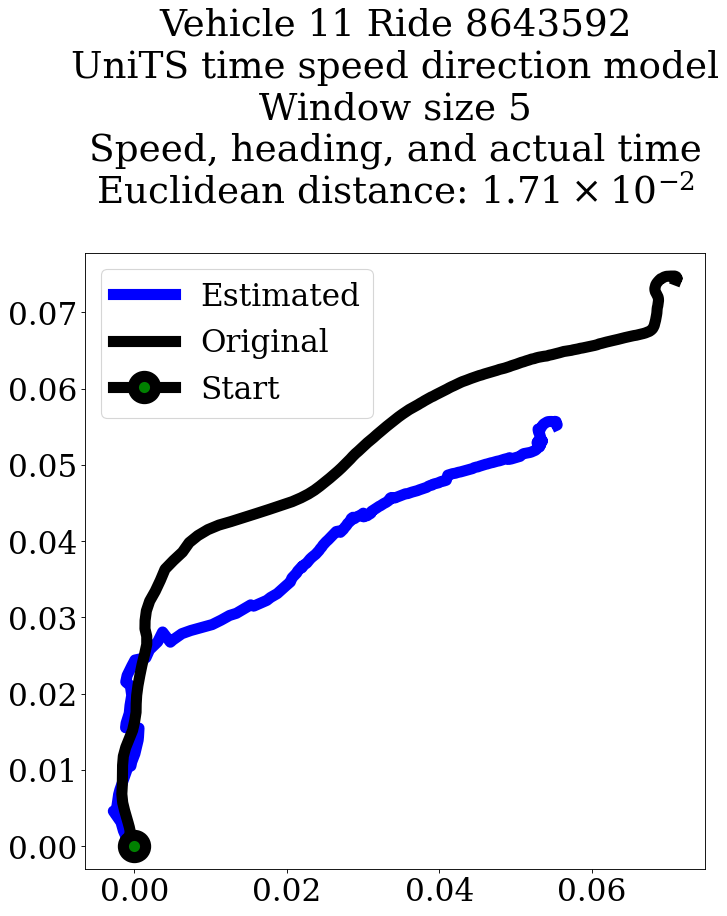 Vehicle 11 Ride 8643592
UniTS time speed direction model
Window size 5
Speed, heading, and actual time
Euclidean distance: 1.71 × 10⁻²
Estimated
Original
Start
0.07
0.06
0.05
0.04
0.03
0.02
0.01
0.00
0.00 0.02 0.04 0.06